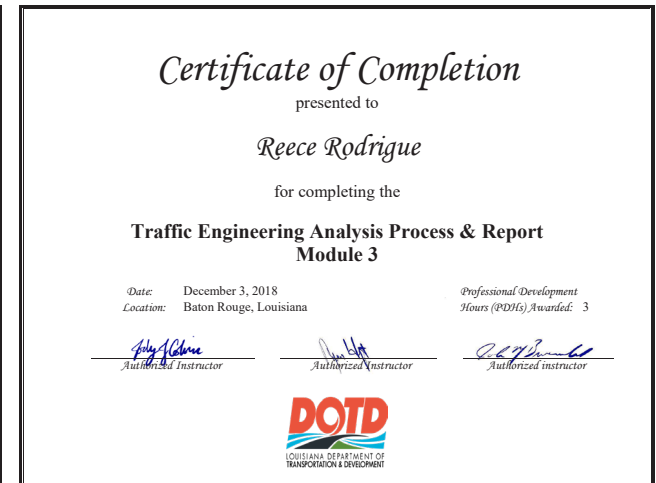 Certificate of Completion
presented to
Reece Rodrigue
for completing the
Traffic Engineering Analysis Process & Report
Module 3
Date: December 3, 2018
Location: Baton Rouge, Louisiana
Professional Development
Hours (PDHs) Awarded: 3
Authorized Instructor
Authorized Instructor
Authorized instructor
DOTD
LOUISIANA DEPARTMENT OF
TRANSPORTATION & DEVELOPMENT